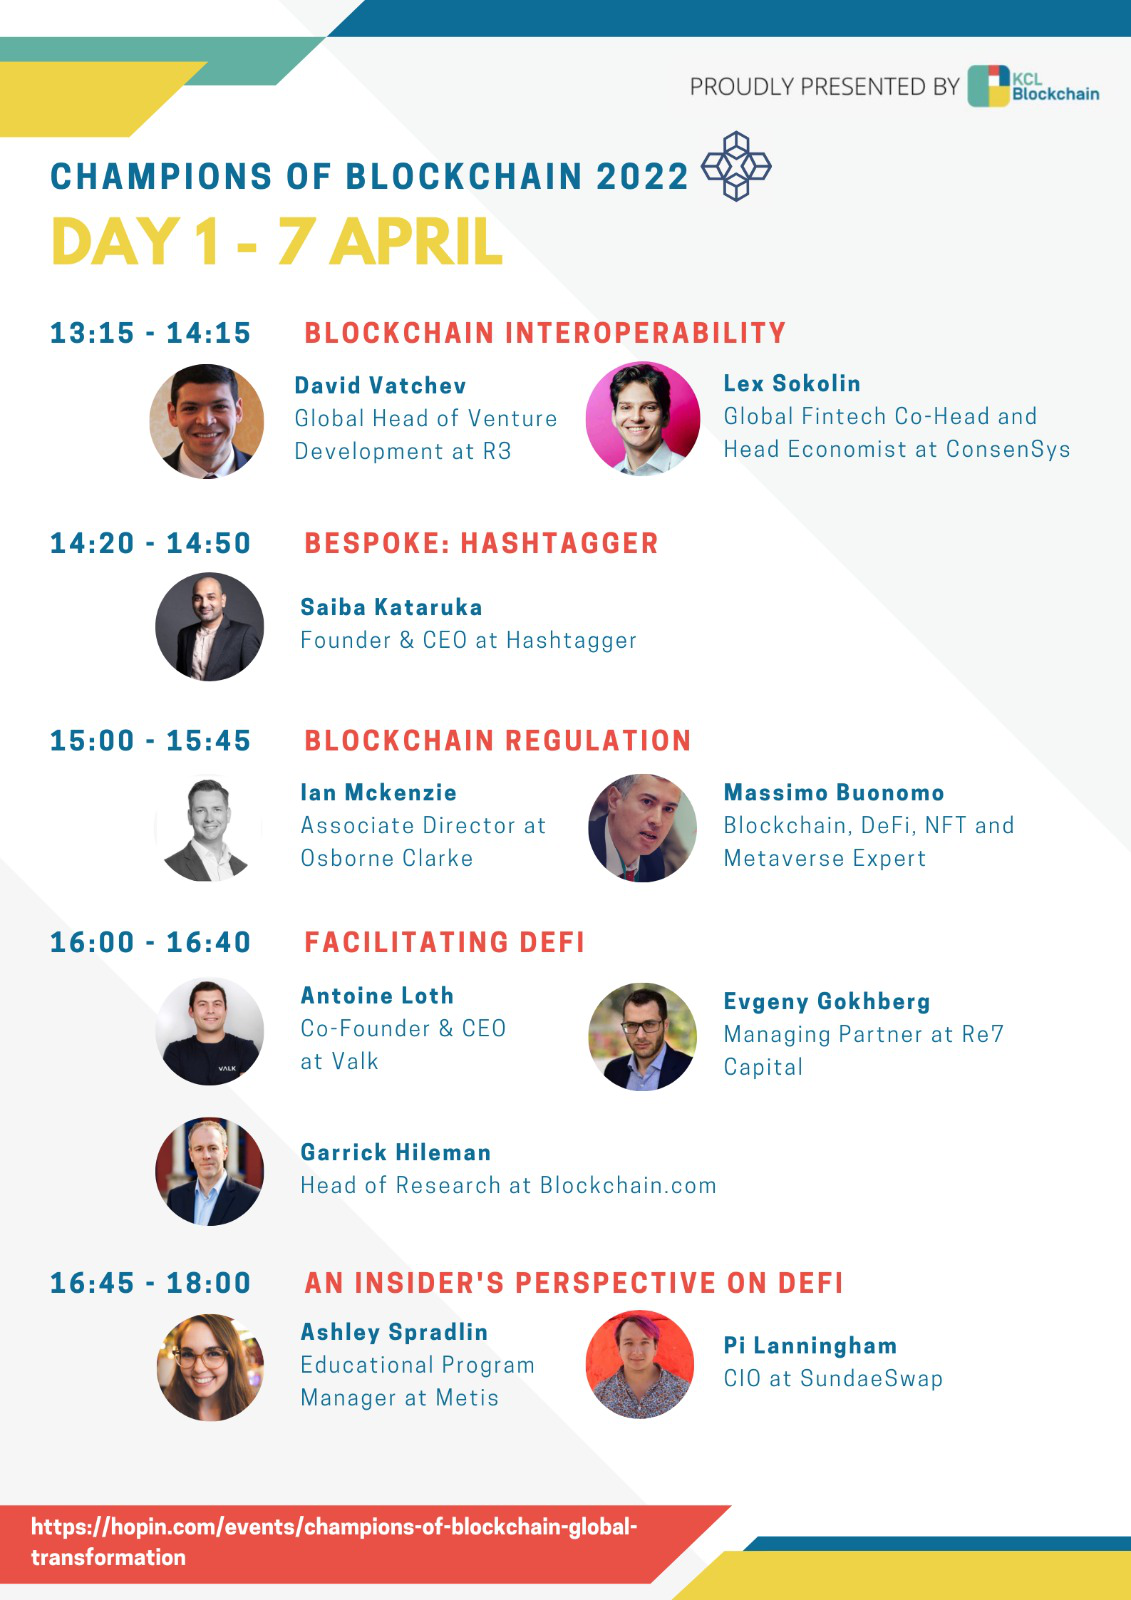 PROUDLY PRESENTED BY
KCL
Blockchain
CHAMPIONS OF BLOCKCHAIN 2022
DAY 1 - 7 APRIL
13:15 - 14:15 BLOCKCHAIN INTEROPERABILITY
David Vatchev
Global Head of Venture
Development at R3
Lex Sokolin
Global Fintech Co-Head and
Head Economist at ConsenSys
14:20 - 14:50 BESPOKE: HASHTAGGER
Saiba Kataruka
Founder & CEO at Hashtagger
15:00 - 15:45 BLOCKCHAIN REGULATION
Ian Mckenzie
Associate Director at
Osborne Clarke
Massimo Buonomo
Blockchain, DeFi, NFT and
Metaverse Expert
16:00 - 16:40 FACILITATING DEFI
Antoine Loth
Co-Founder & CEO
at Valk
VALK
Evgeny Gokhberg
Managing Partner at Re7
Capital
Garrick Hileman
Head of Research at Blockchain.com
16:45 - 18:00 AN INSIDER'S PERSPECTIVE ON DEFI
Ashley Spradlin
Educational Program
Manager at Metis
Pi Lanningham
CIO at SundaeSwap
https://hopin.com/events/champions-of-blockchain-global-
transformation